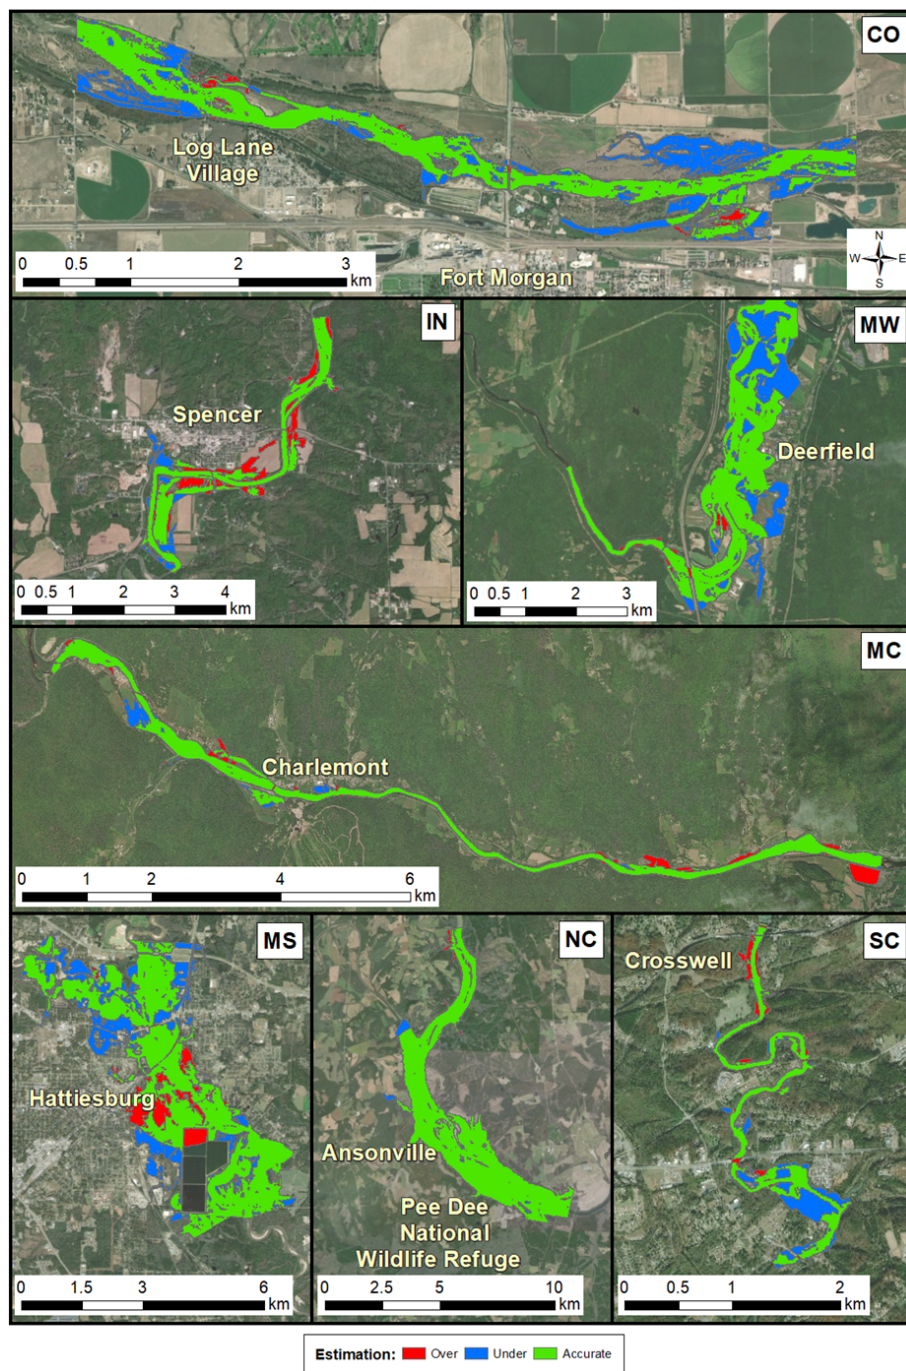 CO
Log Lane
Village
N
W E
S
0 0.5 1 2 3
km
Fort Morgan
IN
Spencer
0 0.5 1 2 3 4
km
MW
Deerfield
0 0.5 1 2 3
km
MC
Charlemont
0 1 2 4 6
km
MS
Hattiesburg
0 1.5 3 6
km
NC
Ansonville
Pee Dee
National
Wildlife Refuge
0 2.5 5 10
km
SC
Crosswell
0 0.5 1 2
km
Estimation: Over Under Accurate